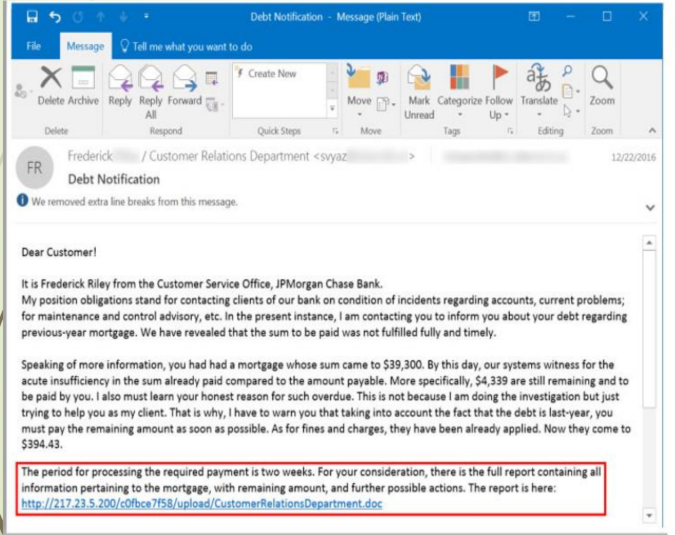 Debt Notification - Message (Plain Text)
File Message Tell me what you want to do
Delete Archive Reply Reply All Forward Create New Move Mark Unread Categorize Follow Up Translate Zoom
Delete Respond Quick Steps Move Tags Editing Zoom
FR Frederick / Customer Relations Department <svyaz > 12/22/2016
Debt Notification
We removed extra line breaks from this message.
Dear Customer!
It is Frederick Riley from the Customer Service Office, JPMorgan Chase Bank.
My position obligations stand for contacting clients of our bank on condition of incidents regarding accounts, current problems;
for maintenance and control advisory, etc. In the present instance, I am contacting you to inform you about your debt regarding
previous-year mortgage. We have revealed that the sum to be paid was not fulfilled fully and timely.
Speaking of more information, you had had a mortgage whose sum came to $39,300. By this day, our systems witness for the
acute insufficiency in the sum already paid compared to the amount payable. More specifically, $4,339 are still remaining and to
be paid by you. I also must learn your honest reason for such overdue. This is not because I am doing the investigation but just
trying to help you as my client. That is why, I have to warn you that taking into account the fact that the debt is last-year, you
must pay the remaining amount as soon as possible. As for fines and charges, they have been already applied. Now they come to
$394.43.
The period for processing the required payment is two weeks. For your consideration, there is the full report containing all
information pertaining to the mortgage, with remaining amount, and further possible actions. The report is here:
http://217.23.5.200/c0fbce7f58/upload/CustomerRelationsDepartment.doc